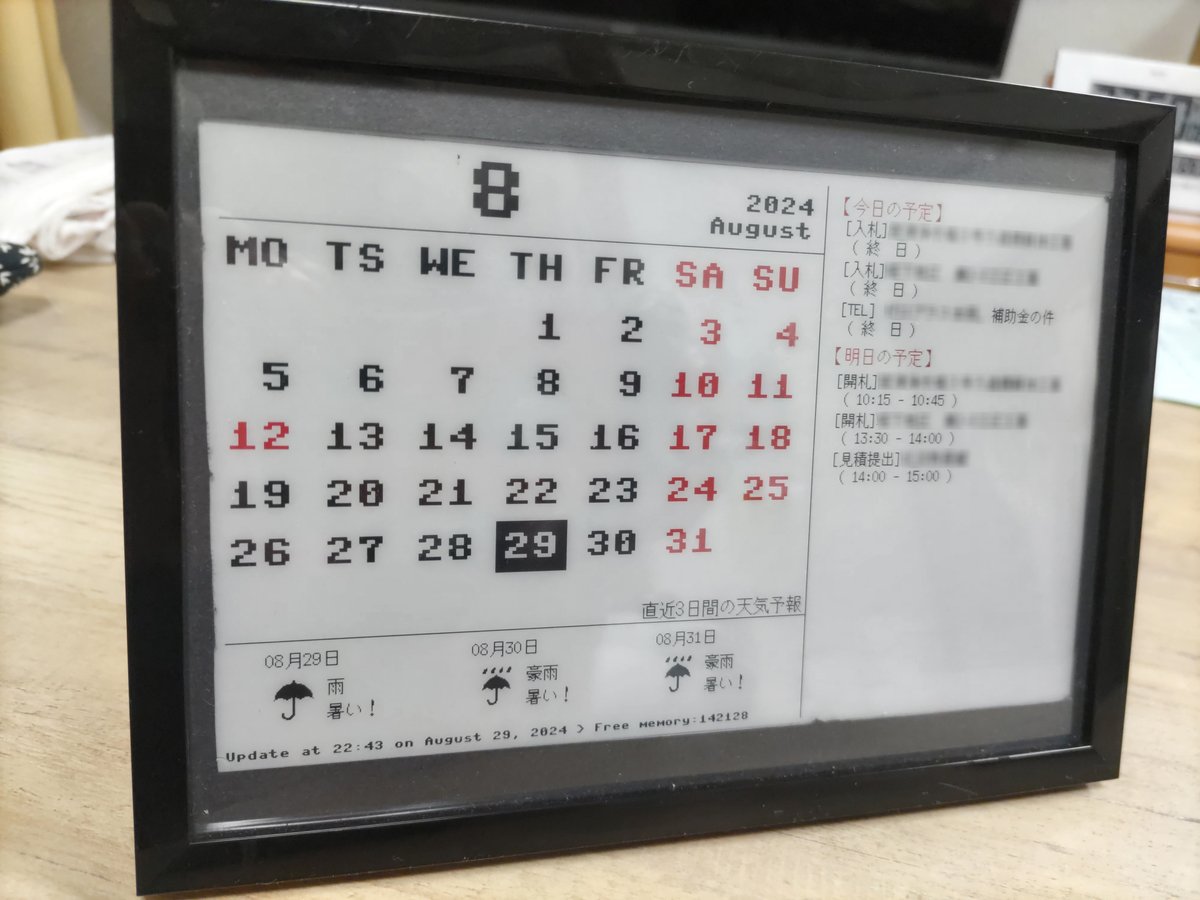 8
2024
August
MO TS WE TH FR SA SU
1 2 3 4
5 6 7 8 9 10 11
12 13 14 15 16 17 18
19 20 21 22 23 24 25
26 27 28 29 30 31
直近3日間の天気予報
08月29日
雨
暑い!
08月30日
豪雨
暑い!
08月31日
豪雨
暑い!
Update at 22:43 on August 29, 2024 > Free memory:142128
【今日の予定】
[入札]
( 終 日 )
[入札]
( 終 日 )
[TEL] 補助金の件
( 終 日 )
【明日の予定】
[開札]
( 10:15 - 10:45 )
[開札]
( 13:30 - 14:00 )
[見積提出]
( 14:00 - 15:00 )